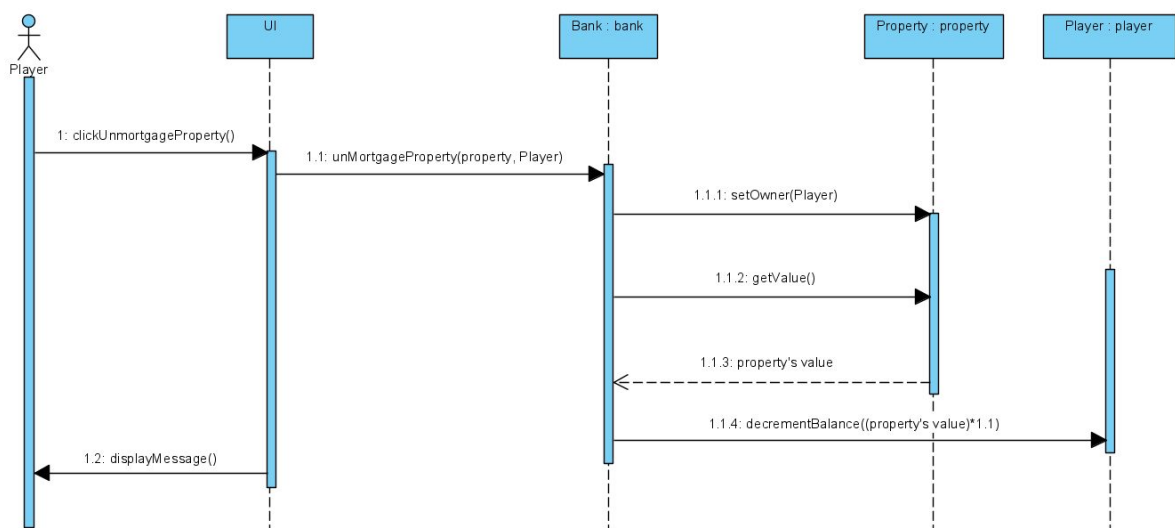 UI
Bank : bank
Property : property
Player : player
Player
1: clickUnmortgageProperty()
1.1: unMortgageProperty(property, Player)
1.1.1: setOwner(Player)
1.1.2: getValue()
1.1.3: property's value
1.1.4: decrementBalance((property's value)*1.1)
1.2: displayMessage()